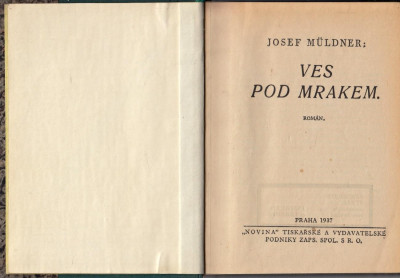 JOSEF MÜLDNER:
VES
POD MRAKEM.
ROMÁN.
PRAHA 1937
„NOVINA" TISKAŘSKÉ A VYDAVATELSKÉ
PODNIKY ZAPS. SPOL. S R. O.